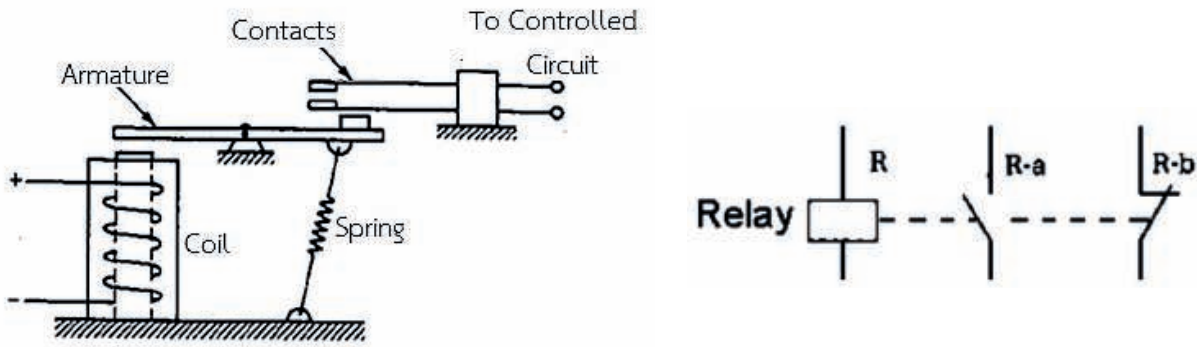 To Controlled
Circuit
Contacts
Armature
+
-
Coil
Spring
Relay
R
R-a
R-b